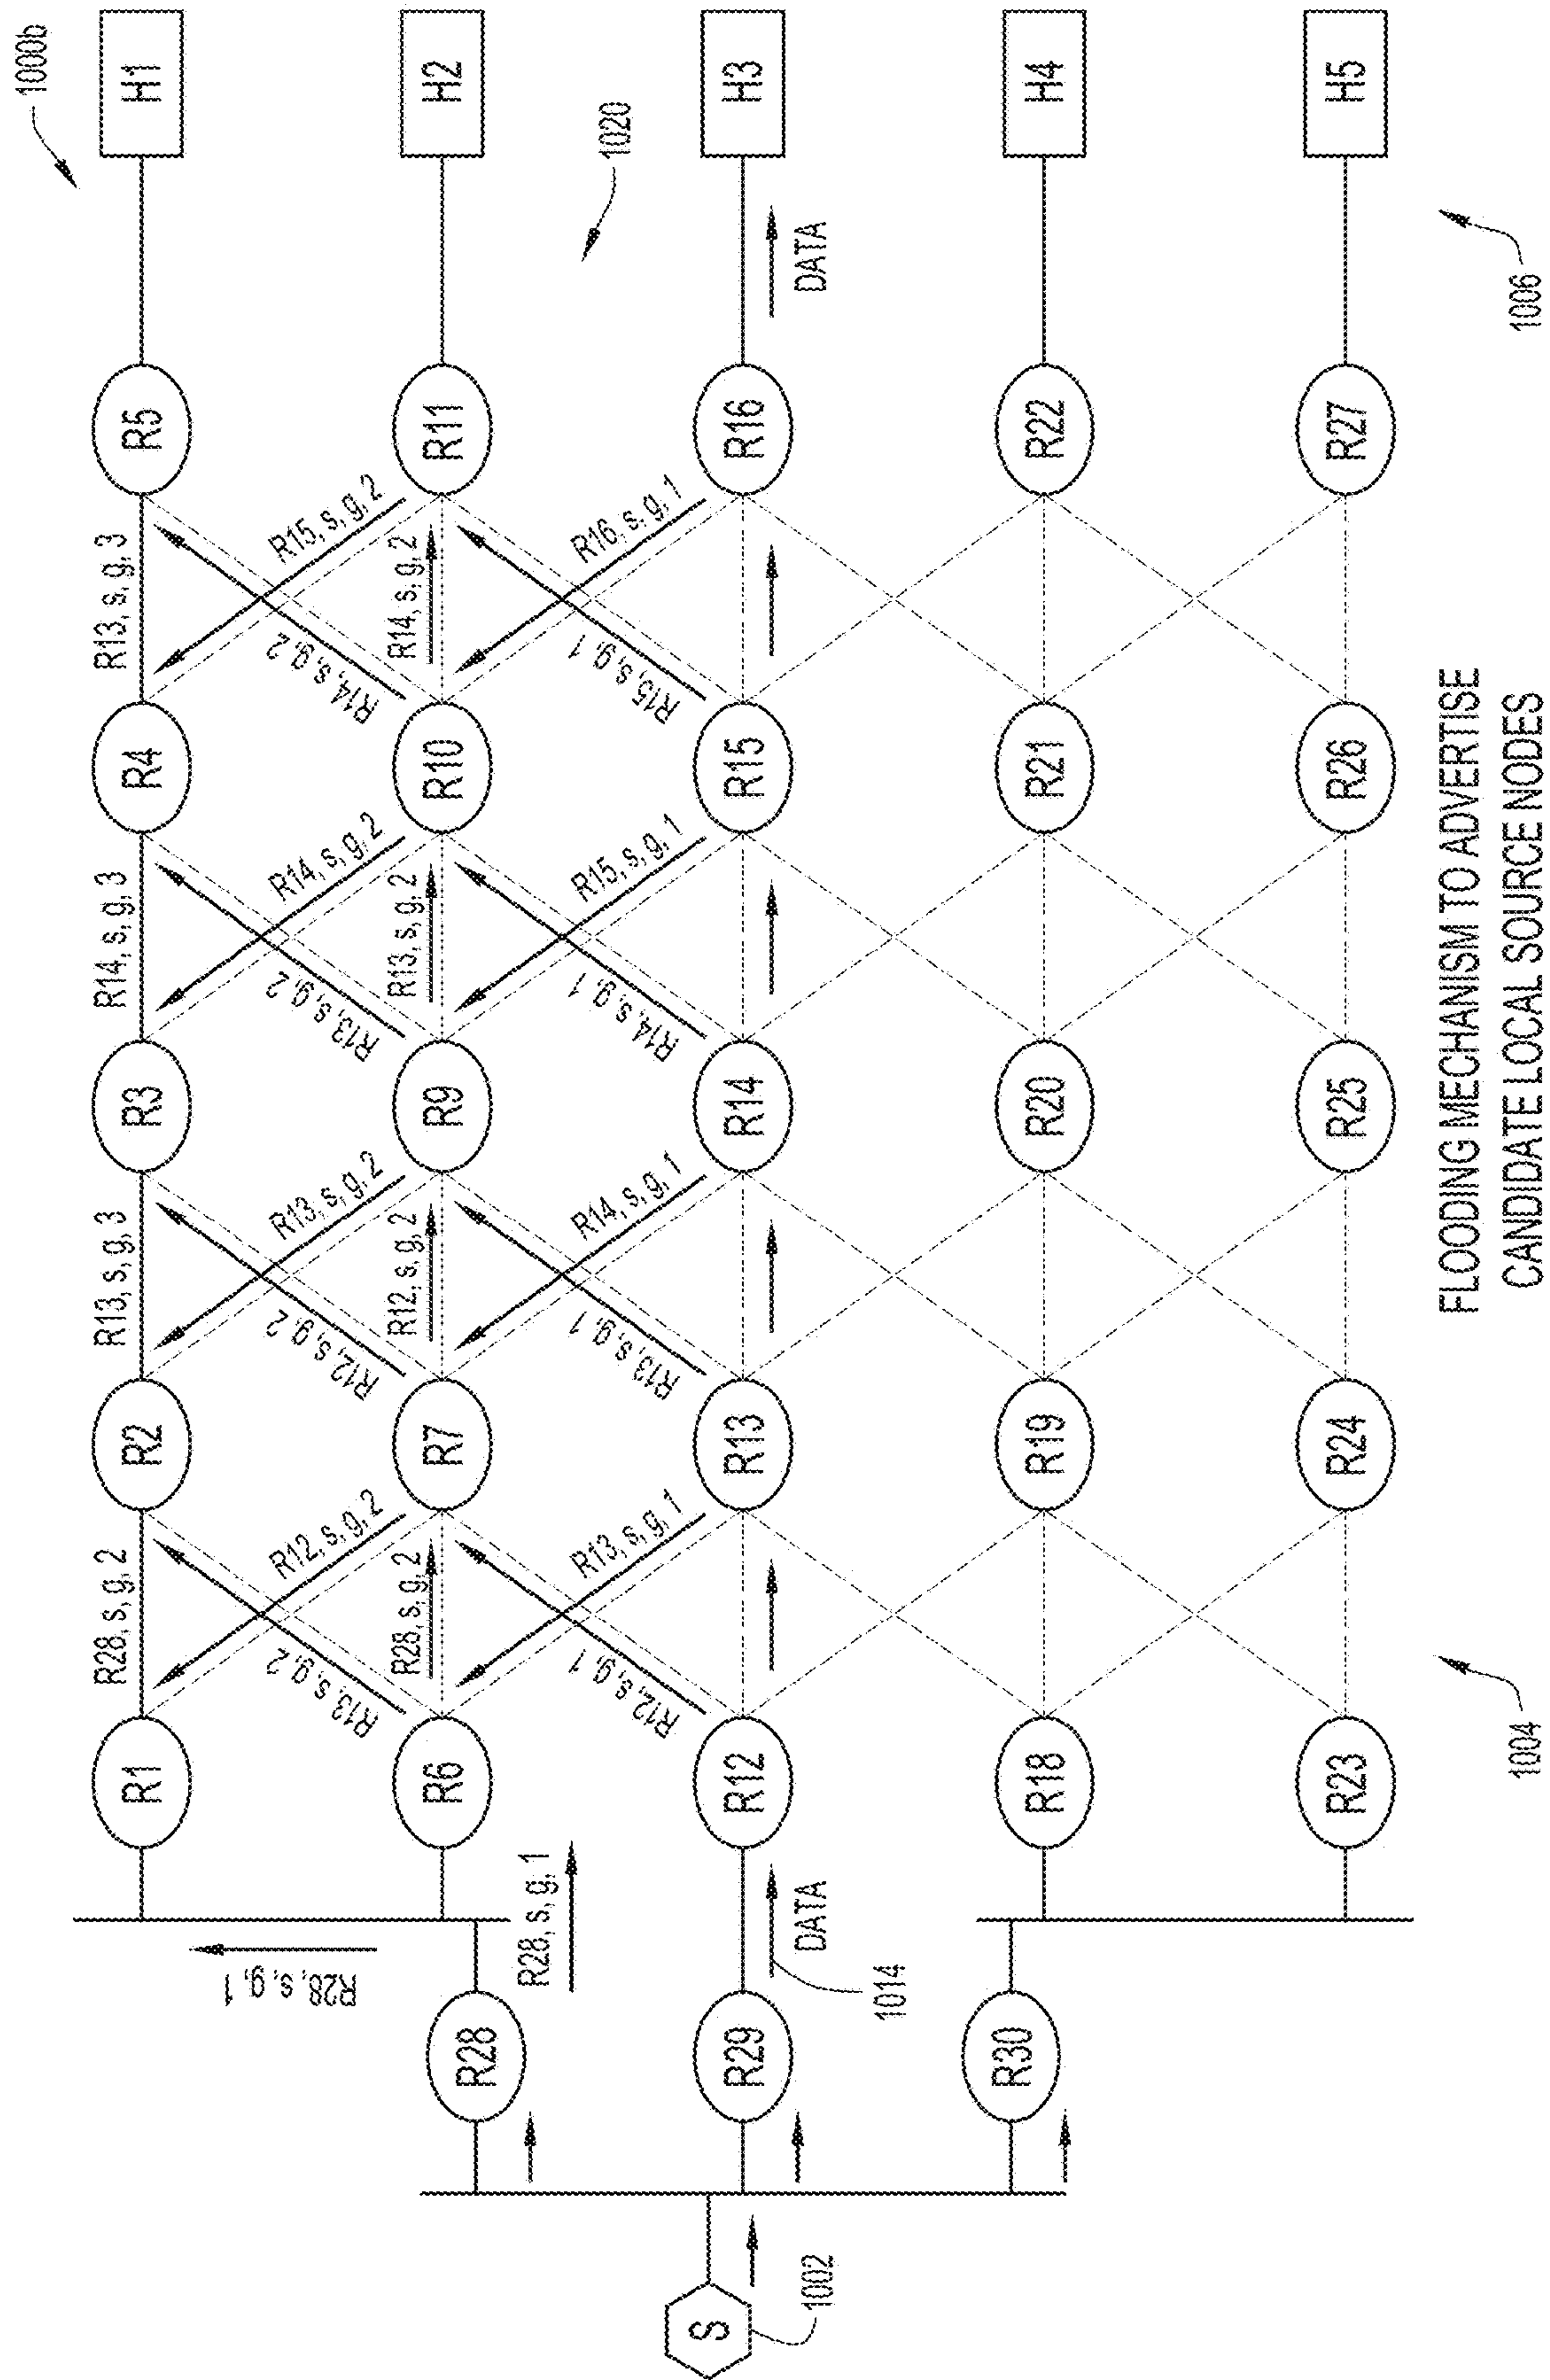 1000b
H1
H2
H3
H4
H5
1020
DATA
1006
R5
R11
R16
R22
R27
R13, s, g, 3
R15, s, g, 2
R14, s, g, 2
R14, s, g, 2
R16, s, g, 1
R15, s, g, 1
R4
R10
R15
R21
R26
R14, s, g, 3
R14, s, g, 2
R13, s, g, 2
R13, s, g, 2
R15, s, g, 1
R14, s, g, 1
R3
R9
R14
R20
R25
R13, s, g, 3
R13, s, g, 2
R12, s, g, 2
R12, s, g, 2
R14, s, g, 1
R13, s, g, 1
R2
R7
R13
R19
R24
R28, s, g, 2
R12, s, g, 2
R13, s, g, 2
R28, s, g, 2
R13, s, g, 1
R12, s, g, 1
R1
R6
R12
R18
R23
1004
R28, s, g, 1
R28, s, g, 1
DATA
1014
R28
R29
R30
S
1002
FLOODING MECHANISM TO ADVERTISE
CANDIDATE LOCAL SOURCE NODES